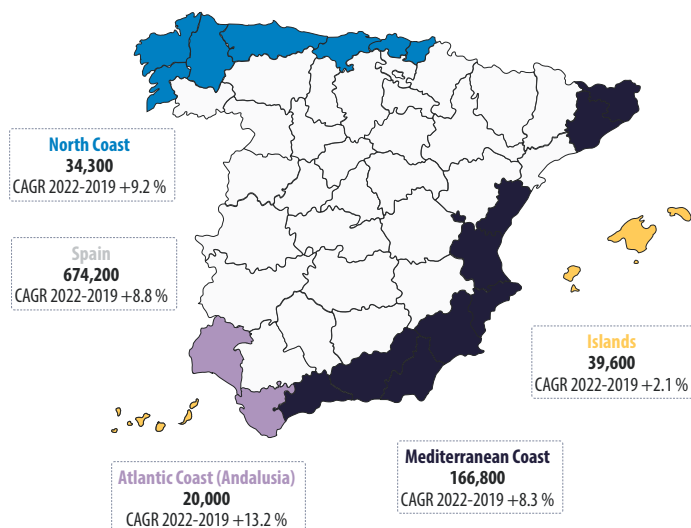 North Coast
34,300
CAGR 2022-2019 +9.2 %
Spain
674,200
CAGR 2022-2019 +8.8 %
Islands
39,600
CAGR 2022-2019 +2.1 %
Mediterranean Coast
166,800
CAGR 2022-2019 +8.3 %
Atlantic Coast (Andalusia)
20,000
CAGR 2022-2019 +13.2 %